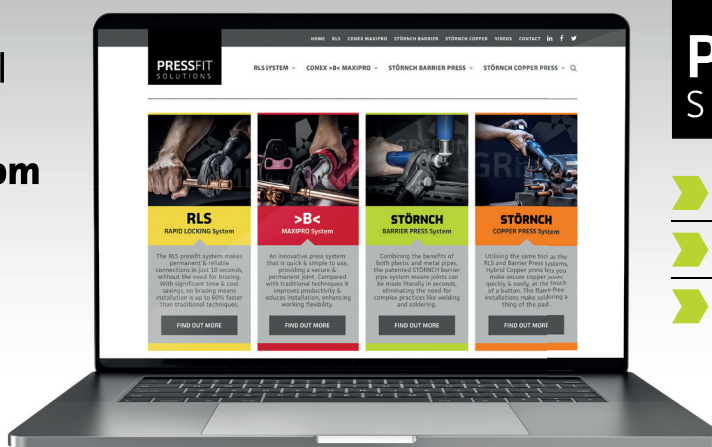 l
om
HOME RLS CONEX MAXIPRO STÖRNCH BARRIER STÖRNCH COPPER VIDEOS CONTACT in f
PRESSFIT
SOLUTIONS
RLS SYSTEM CONEX >B< MAXIPRO STÖRNCH BARRIER PRESS STÖRNCH COPPER PRESS
RLS
RAPID LOCKING System
The RLS pressfit system makes
permanent & reliable
connections in just 10 seconds,
without the need for brazing.
With significant time & cost
savings, no brazing means
installation is up to 60% faster
than traditional techniques.
FIND OUT MORE
>B<
MAXIPRO System
An innovative press system
that is quick & simple to use,
providing a secure &
permanent joint. Compared
with traditional techniques it
improves productivity &
reduces installation, enhancing
working flexibility.
FIND OUT MORE
STÖRNCH
BARRIER PRESS System
Combining the benefits of
both plastic and metal pipes,
the patented STÖRNCH barrier
pipe system means joints can
be made literally in seconds,
eliminating the need for
complex practices like welding
and soldering.
FIND OUT MORE
STÖRNCH
COPPER PRESS System
Utilising the same tool as the
RLS and Barrier Press systems,
Hybrid Copper press lets you
make secure copper joints
quickly & easily, at the touch
of a button. The flame-free
installations make soldering a
thing of the past.
FIND OUT MORE
P
S